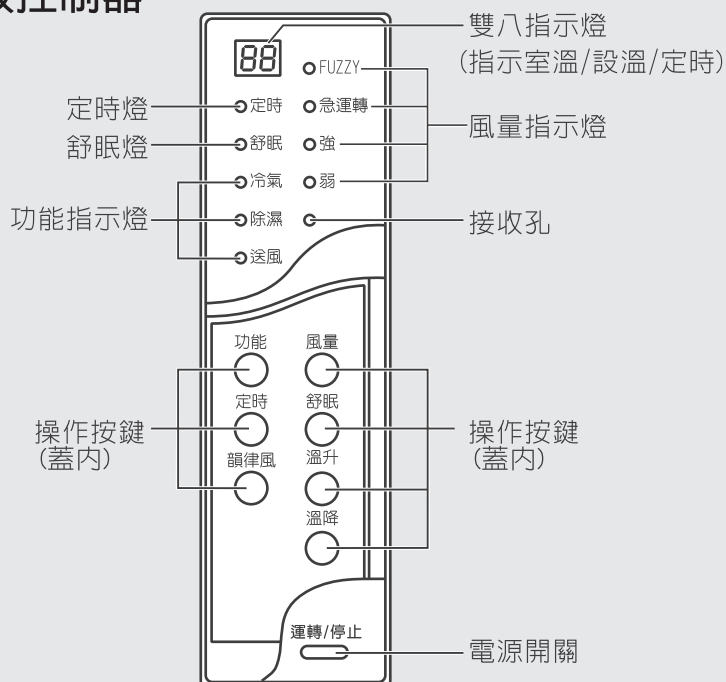 88
雙八指示燈
(指示室溫/設溫/定時)
FUZZY
定時燈
定時
急運轉
風量指示燈
舒眠燈
舒眠
強
冷氣
弱
功能指示燈
除濕
接收孔
送風
功能
風量
定時
舒眠
操作按鍵
(蓋內)
操作按鍵
(蓋內)
韻律風
溫升
溫降
運轉/停止
電源開關